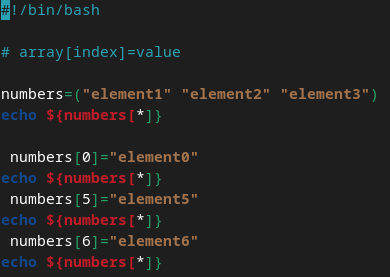 #!/bin/bash
# array[index]=value
numbers=("element1" "element2" "element3")
echo ${numbers[*]}
numbers[0]="element0"
echo ${numbers[*]}
numbers[5]="element5"
echo ${numbers[*]}
numbers[6]="element6"
echo ${numbers[*]}